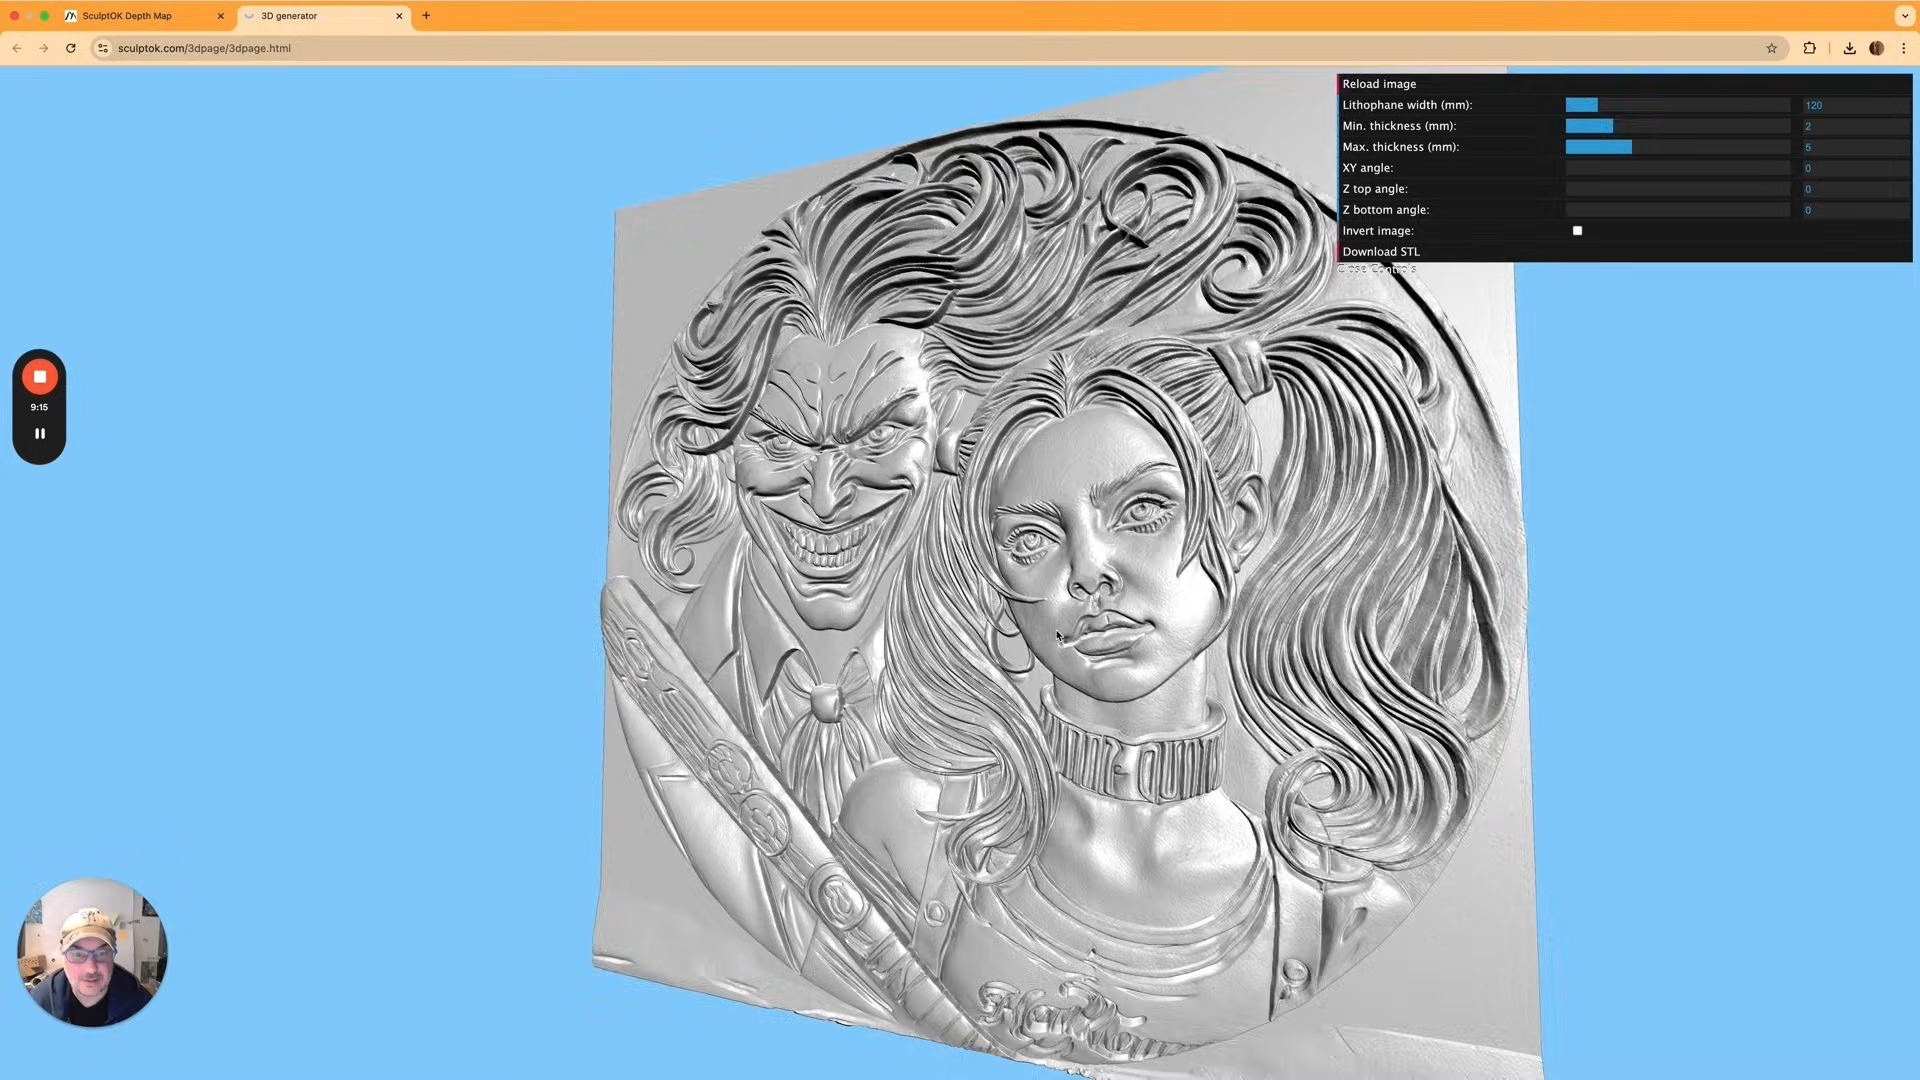 SculptOK Depth Map
3D generator
sculptok.com/3dpage/3dpage.html
Reload image
Lithophane width (mm): 120
Min. thickness (mm): 2
Max. thickness (mm): 5
XY angle: 0
Z top angle: 0
Z bottom angle: 0
Invert image:
Download STL
Close Controls
9:15